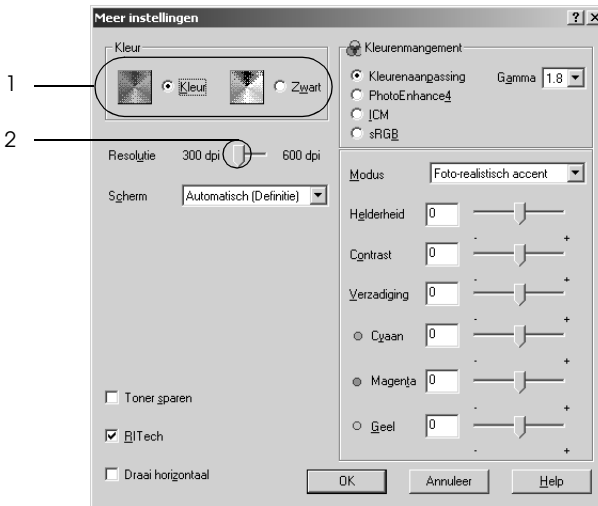 Meer instellingen
Kleur
Kleur
Zwart
1
2
Resolutie 300 dpi 600 dpi
Scherm Automatisch (Definitie)
Toner sparen
RITech
Draai horizontaal
Kleurenmangement
Kleurenaanpassing
Gamma 1.8
PhotoEnhance4
ICM
sRGB
Modus Foto-realistisch accent
Helderheid 0
- +
Contrast 0
- +
Verzadiging 0
- +
Cyaan 0
- +
Magenta 0
- +
Geel 0
- +
OK Annuleer Help